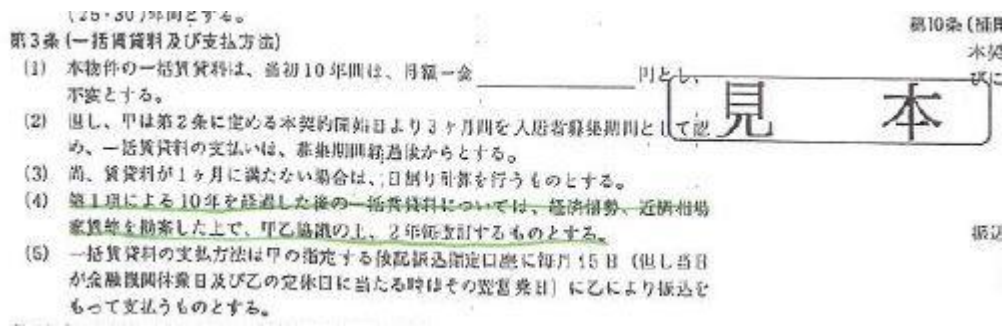 (25・30)年間とする。
第3条(一括賃貸料及び支払方法)
(1) 本物件の一括賃貸料は、当初10年間は、月額一金 円とし、
不変とする。
(2) 但し、甲は第2条に定める本契約開始日より3ヶ月間を入居者募集期間として認
め、一括賃貸料の支払いは、募集期間経過後からとする。
(3) 尚、賃貸料が1ヶ月に満たない場合は、日割り計算を行うものとする。
(4) 第1項による10年を経過した後の一括賃貸料については、経済情勢、近隣相場
家賃等を勘案した上で、甲乙協議の上、2年毎改訂するものとする。
(5) 一括賃貸料の支払方法は甲の指定する後記振込指定口座に毎月15日(但し当日
が金融機関休業日及び乙の定休日に当たる時はその翌営業日)に乙により振込を
もって支払うものとする。
見本
第10条
本契
びに
振込